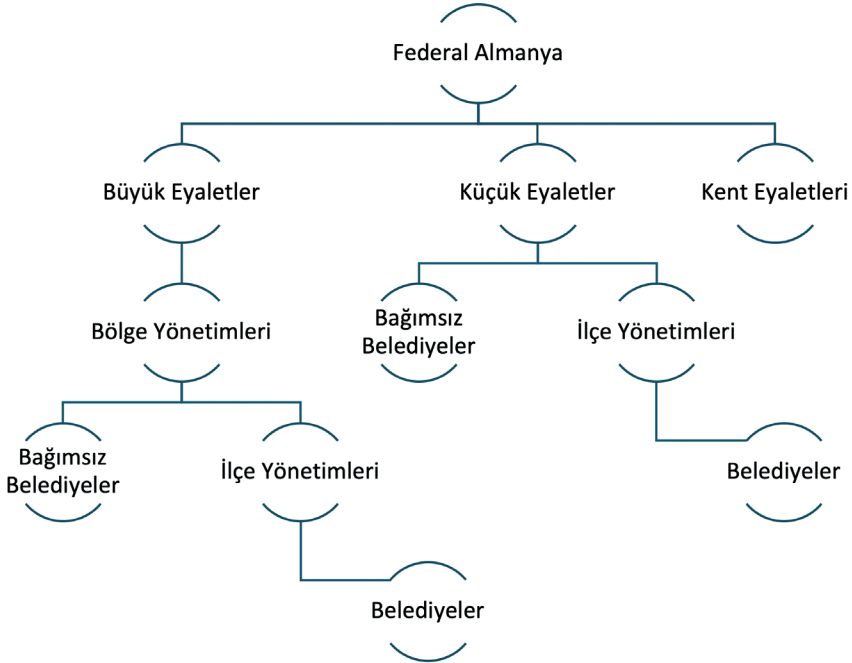 Federal Almanya
Büyük Eyaletler
Küçük Eyaletler
Kent Eyaletleri
Bölge Yönetimleri
Bağımsız
Belediyeler
İlçe Yönetimleri
Bağımsız
Belediyeler
İlçe Yönetimleri
Belediyeler
Belediyeler